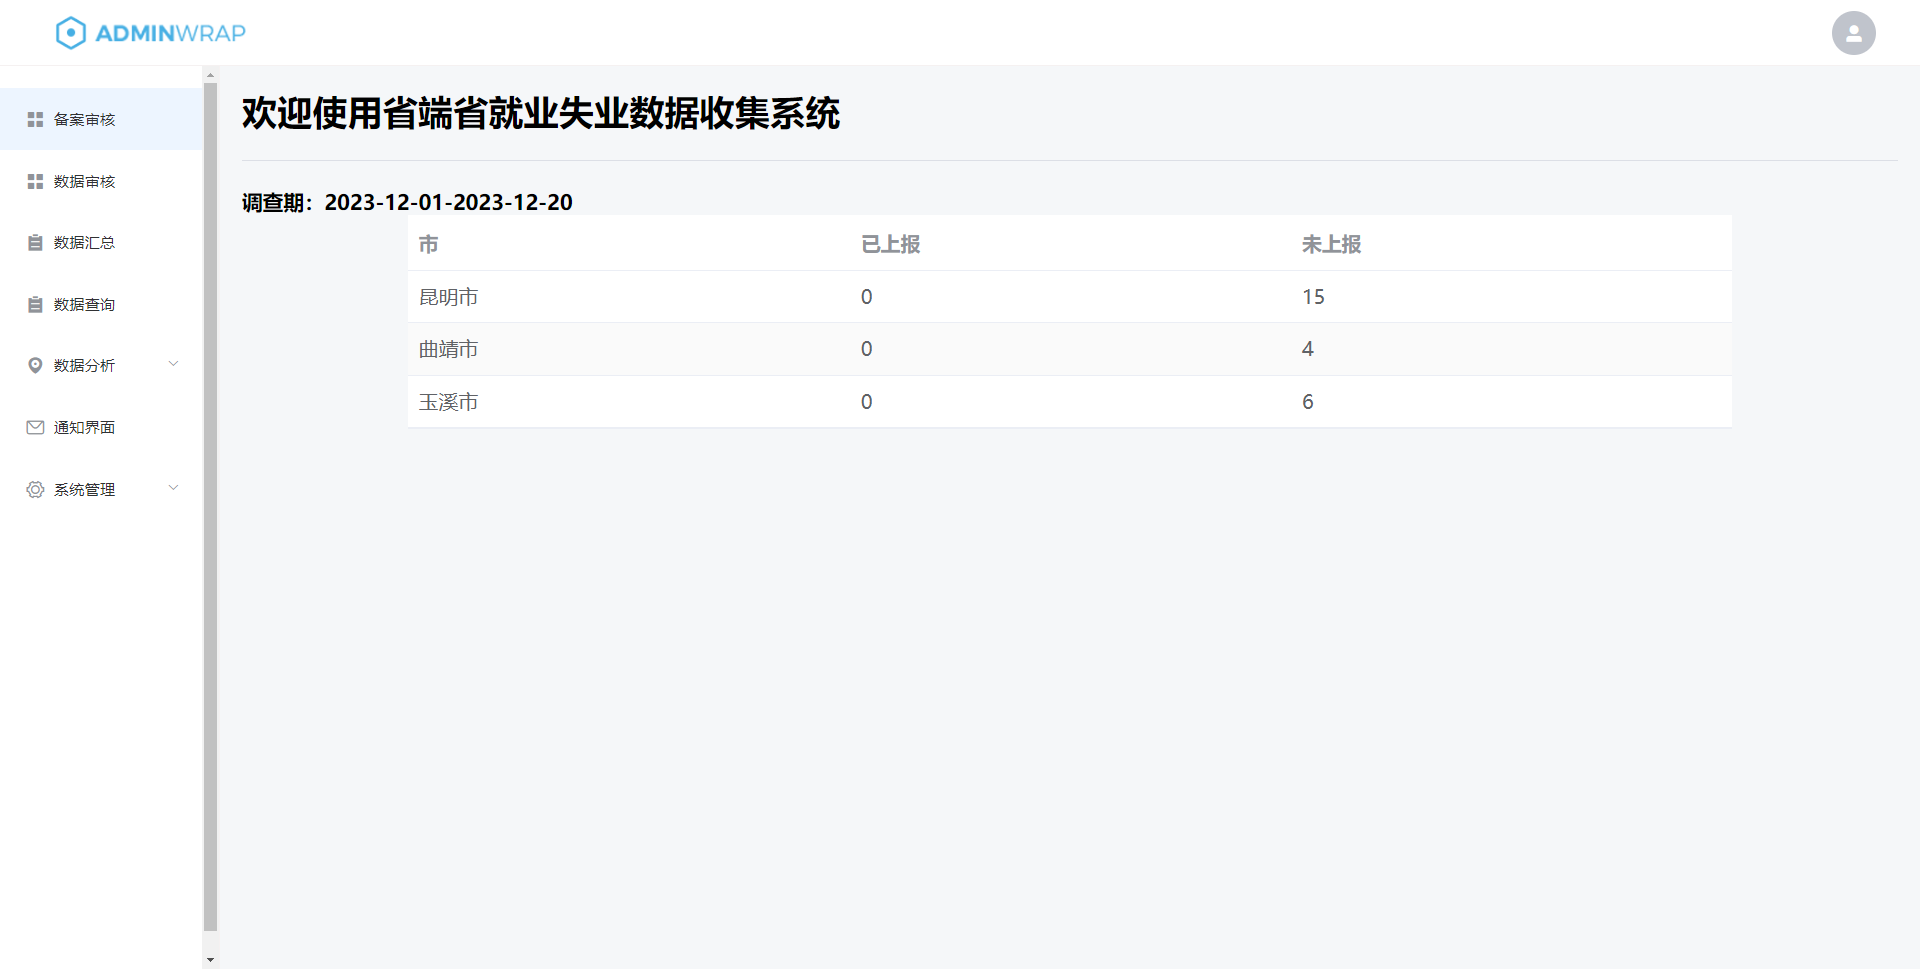 ADMINWRAP
备案审核
数据审核
数据汇总
数据查询
数据分析
通知界面
系统管理
欢迎使用省端省就业失业数据收集系统
调查期：2023-12-01-2023-12-20
市 已上报 未上报
昆明市 0 15
曲靖市 0 4
玉溪市 0 6